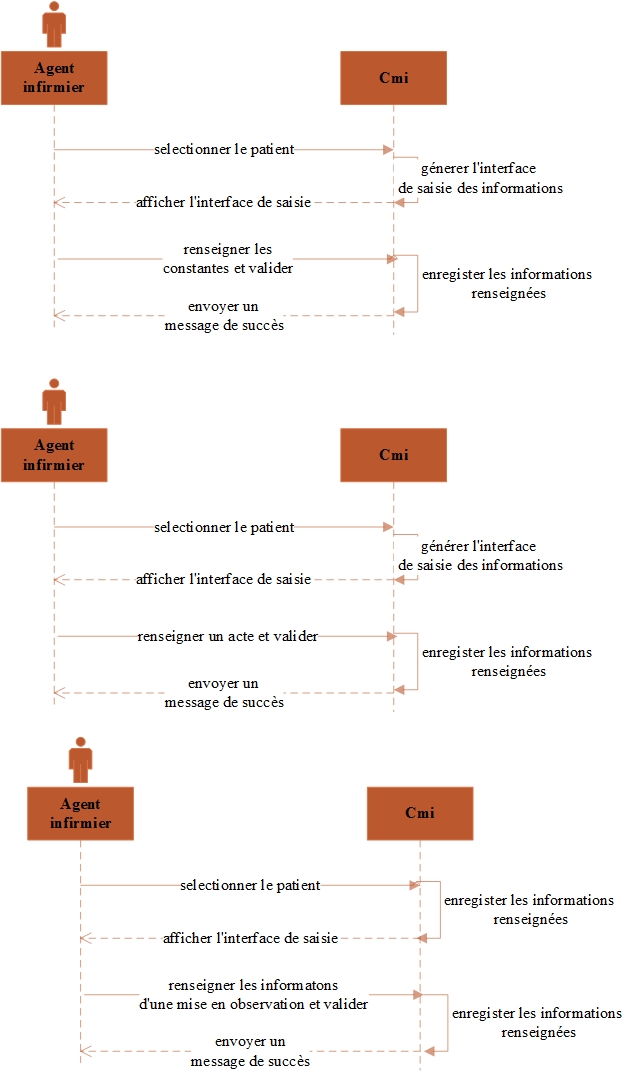 Agent
infirmier
Cmi
selectionner le patient
génerer l'interface
de saisie des informations
afficher l'interface de saisie
renseigner les
constantes et valider
enregister les informations
renseignées
envoyer un
message de succès
Agent
infirmier
Cmi
selectionner le patient
générer l'interface
de saisie des informations
afficher l'interface de saisie
renseigner un acte et valider
enregister les informations
renseignées
envoyer un
message de succès
Agent
infirmier
Cmi
selectionner le patient
enregister les informations
renseignées
afficher l'interface de saisie
renseigner les informatons
d'une mise en observation et valider
enregister les informations
renseignées
envoyer un
message de succès